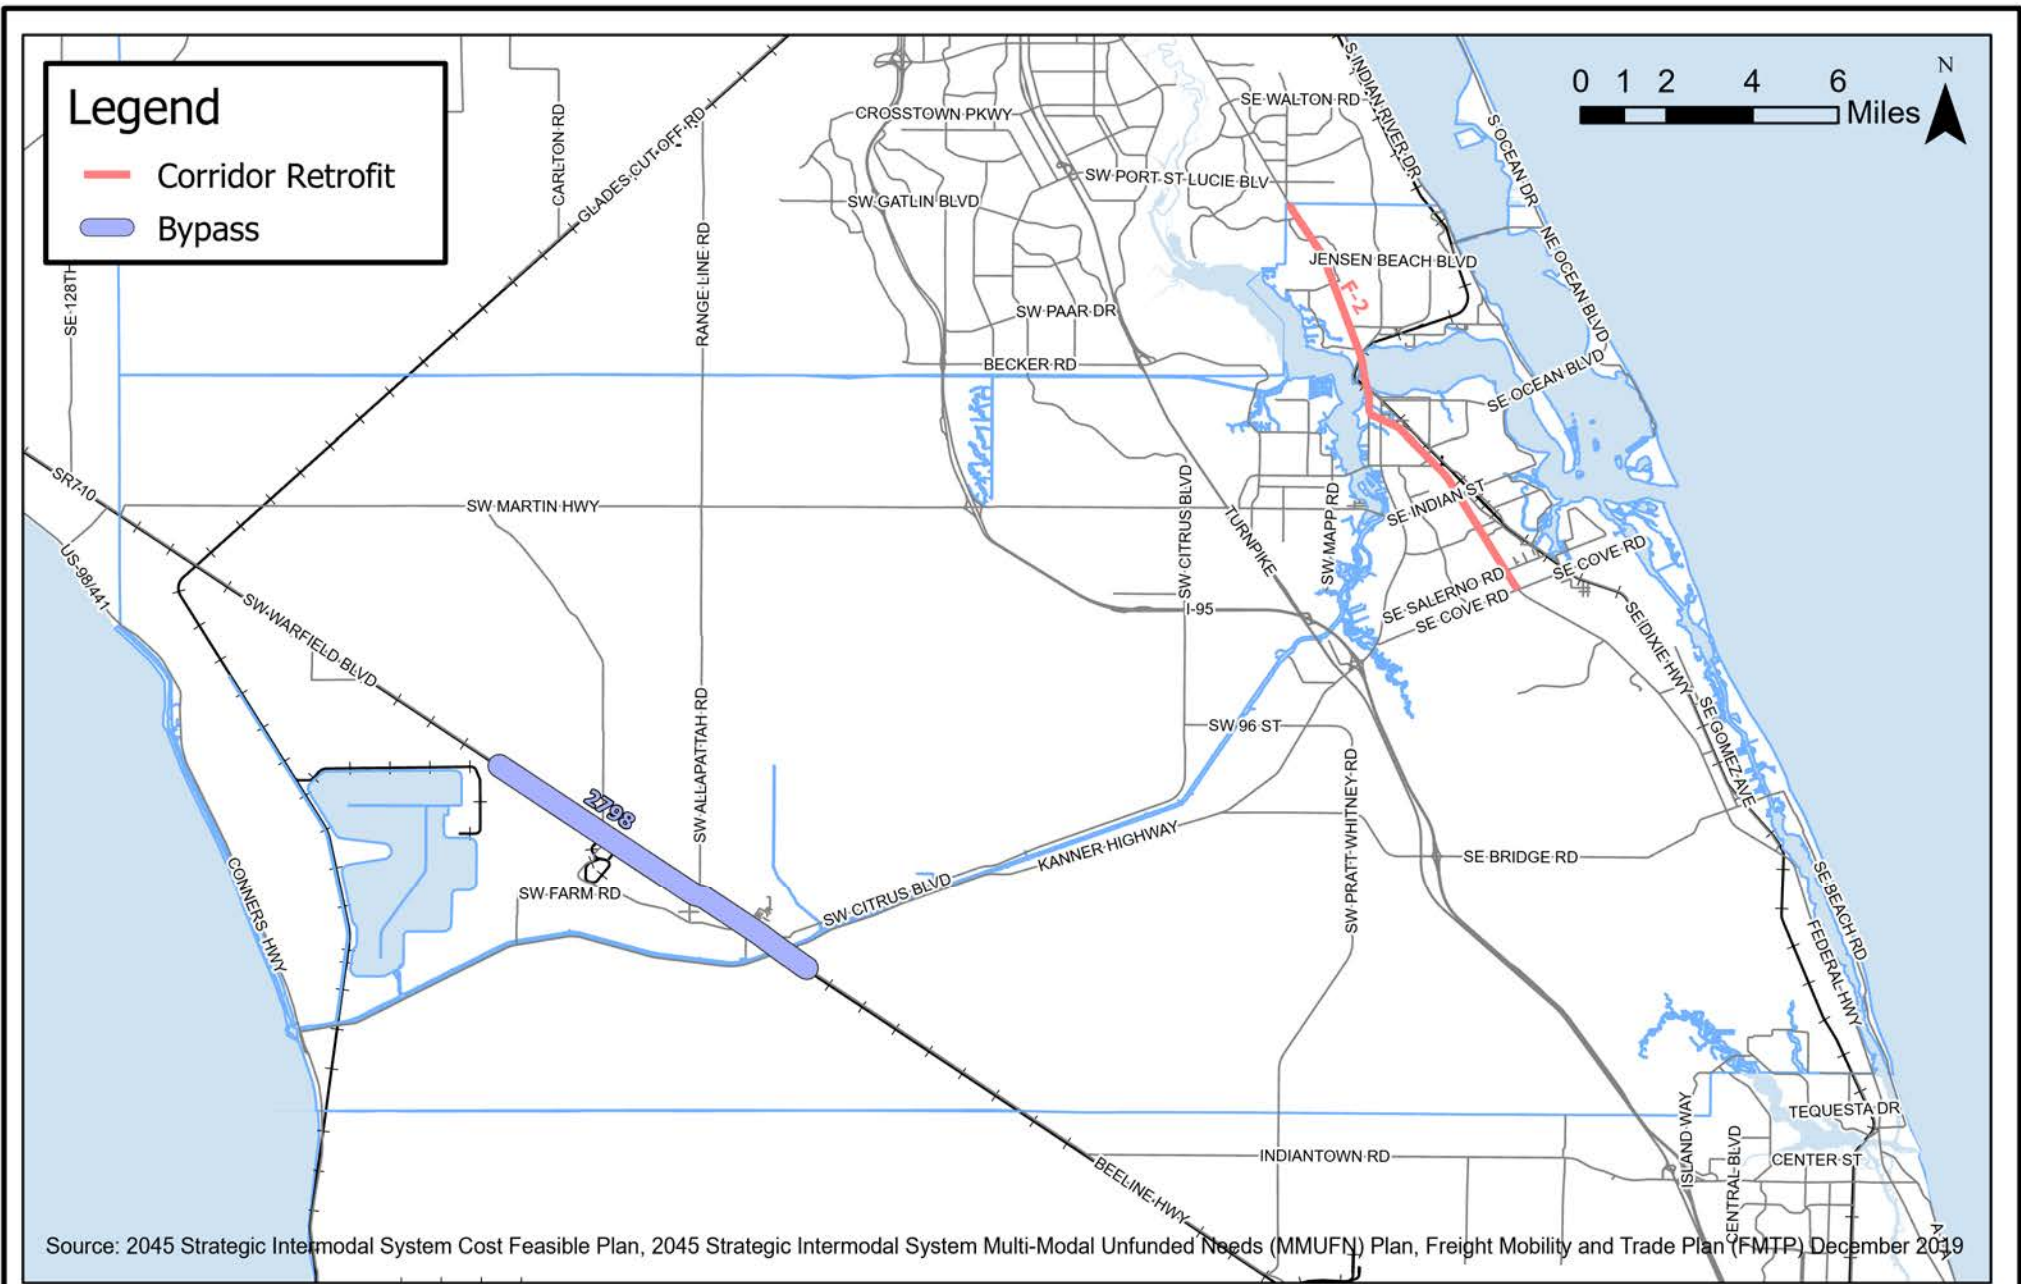 Legend
Corridor Retrofit
Bypass
0 1 2 4 6
Miles
N
S INDIAN RIVER DR
S OCEAN DR
SE WALTON RD
CROSSTOWN PKWY
CARLTON RD
GLADES CUT OFF RD
SW PORT ST LUCIE BLV
SW GATLIN BLVD
RANGE LINE RD
NE OCEAN BLVD
JENSEN BEACH BLVD
SE 128TH
F-2
SW PAAR DR
BECKER RD
SE OCEAN BLVD
SR710
SW MARTIN HWY
SW CITRUS BLVD
TURNPIKE
SW MAPP RD
SE INDIAN ST
US-98/441
SE COVE RD
SE SALERNO RD
SE COVE RD
I-95
SW WARFIELD BLVD
SE DIXIE HWY
SW ALLAPATTAH RD
SW 96 ST
SE GOMEZ AVE
SW PRATT WHITNEY RD
2798
KANNER HIGHWAY
SE BRIDGE RD
CONNERS HWY
SW FARM RD
SW CITRUS BLVD
SE BEACH RD
FEDERAL HWY
TEQUESTA DR
ISLAND WAY
CENTRAL BLVD
CENTER ST
INDIANTOWN RD
BEELINE HWY
A1A
Source: 2045 Strategic Intermodal System Cost Feasible Plan, 2045 Strategic Intermodal System Multi-Modal Unfunded Needs (MMUFN) Plan, Freight Mobility and Trade Plan (FMTP) December 2019